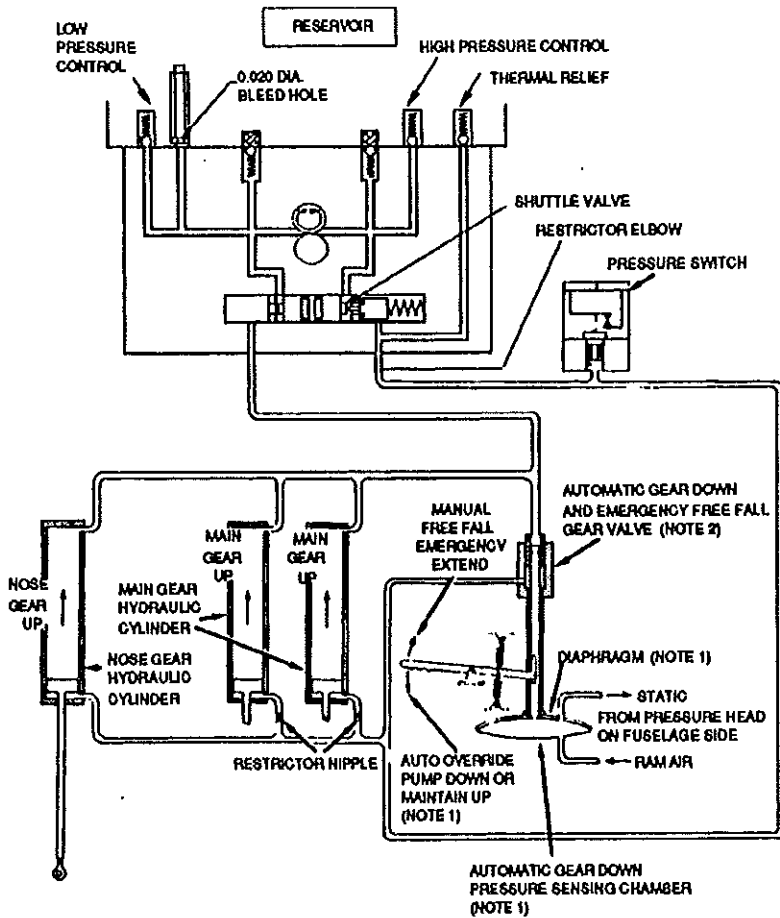 RESERVOIR
LOW
PRESSURE
CONTROL
0.020 DIA.
BLEED HOLE
HIGH PRESSURE CONTROL
THERMAL RELIEF
SHUTTLE VALVE
RESTRICTOR ELBOW
PRESSURE SWITCH
NOSE
GEAR
UP
MAIN
GEAR
UP
MAIN
GEAR
UP
MAIN GEAR
HYDRAULIC
CYLINDER
NOSE GEAR
HYDRAULIC
CYLINDER
RESTRICTOR NIPPLE
MANUAL
FREE FALL
EMERGENCY
EXTEND
AUTOMATIC GEAR DOWN
AND EMERGENCY FREE FALL
GEAR VALVE (NOTE 2)
DIAPHRAGM (NOTE 1)
STATIC
FROM PRESSURE HEAD
ON FUSELAGE SIDE
RAM AIR
AUTO OVERRIDE
PUMP DOWN OR
MAINTAIN UP
(NOTE 1)
AUTOMATIC GEAR DOWN
PRESSURE SENSING CHAMBER
(NOTE 1)